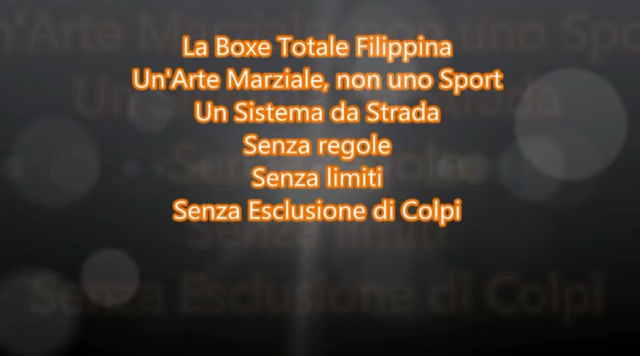 La Boxe Totale Filippina
Un'Arte Marziale, non uno Sport
Un Sistema da Strada
Senza regole
Senza limiti
Senza Esclusione di Colpi